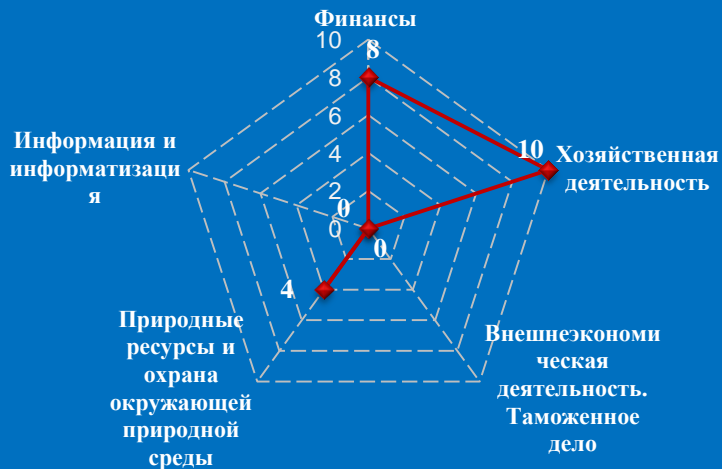 Финансы
10
8
8
6
4
2
0
0
0
4
10
Хозяйственная
деятельность
Внешнеэкономи
ческая
деятельность.
Таможенное
дело
Природные
ресурсы и
охрана
окружающей
природной
среды
Информация и
информатизаци
я